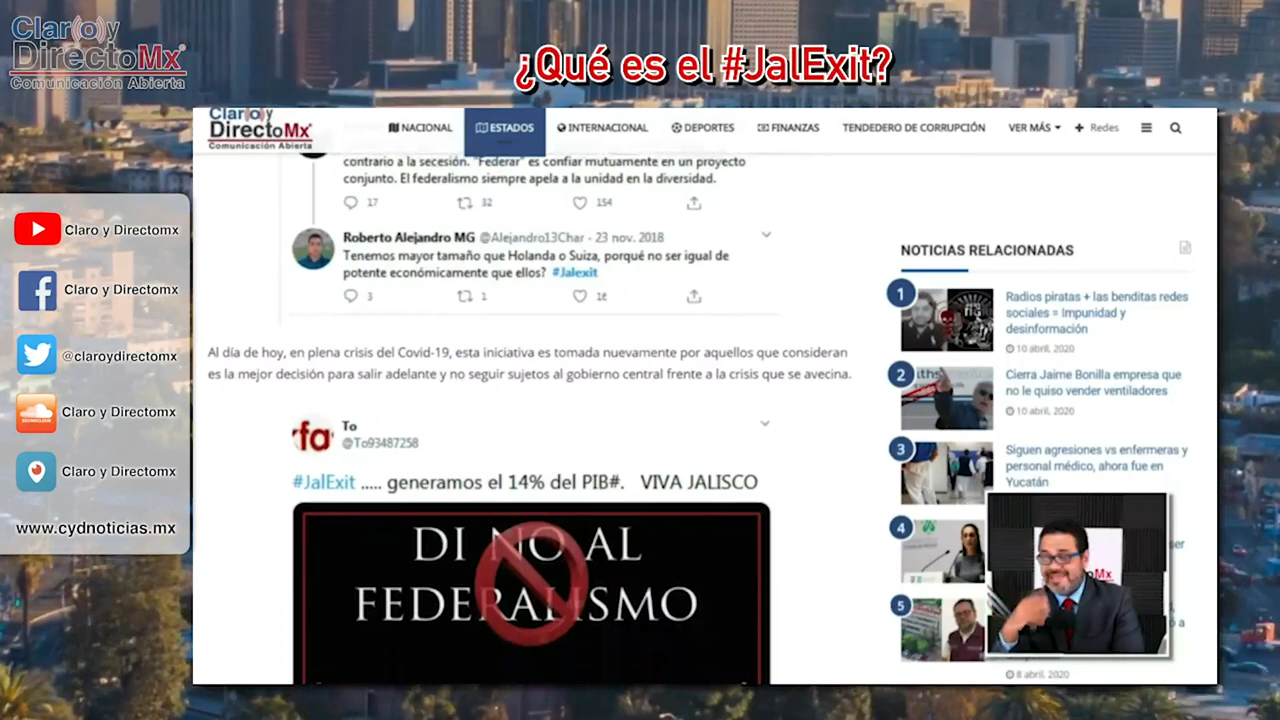 Claro y
DirectoMx
Comunicación Abierta
¿Qué es el #JalExit?
Claro y
DirectoMx
Comunicación Abierta
NACIONAL
ESTADOS
INTERNACIONAL
DEPORTES
FINANZAS
TENDEDERO DE CORRUPCIÓN
VER MÁS
Redes
contrario a la secesión. "Federar" es confiar mutuamente en un proyecto
conjunto. El federalismo siempre apela a la unidad en la diversidad.
17 32 154
Roberto Alejandro MG @Alejandro13Char - 23 nov. 2018
Tenemos mayor tamaño que Holanda o Suiza, porqué no ser igual de
potente económicamente que ellos? #Jalexit
3 1
Al día de hoy, en plena crisis del Covid-19, esta iniciativa es tomada nuevamente por aquellos que consideran
es la mejor decisión para salir adelante y no seguir sujetos al gobierno central frente a la crisis que se avecina.
rfa
To
@To93487258
#JalExit ..... generamos el 14% del PIB#. VIVA JALISCO
DI NO AL
FEDERALISMO
NOTICIAS RELACIONADAS
1
Radios piratas + las benditas redes
sociales = Impunidad y
desinformación
10 abril, 2020
2
Cierra Jaime Bonilla empresa que
no le quiso vender ventiladores
10 abril, 2020
3
Siguen agresiones vs enfermeras y
personal médico, ahora fue en
Yucatán
4
5
8 abril, 2020
YouTube
Claro y Directomx
Claro y Directomx
@claroydirectomx
Claro y Directomx
Claro y Directomx
www.cydnoticias.mx